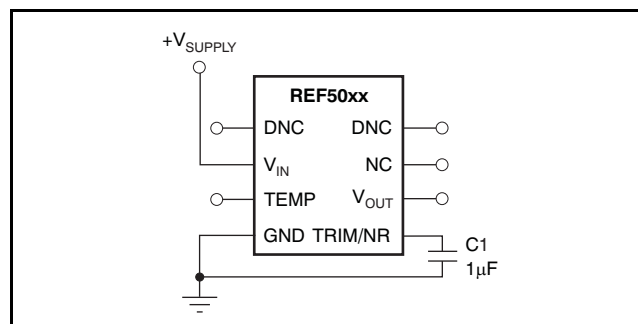 +V_SUPPLY
REF50xx
DNC DNC
V_IN NC
TEMP V_OUT
GND TRIM/NR
C1
1μF